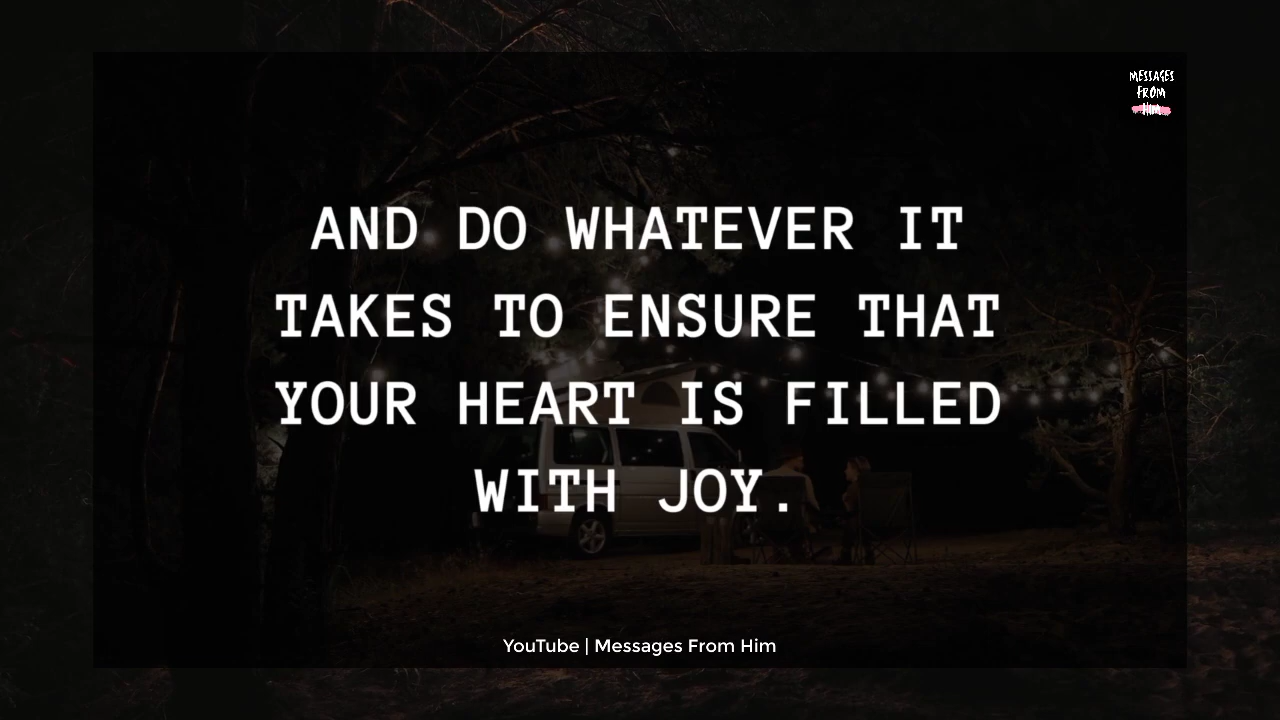 MESSAGES
FROM
HIM
AND DO WHATEVER IT
TAKES TO ENSURE THAT
YOUR HEART IS FILLED
WITH JOY.
YouTube | Messages From Him